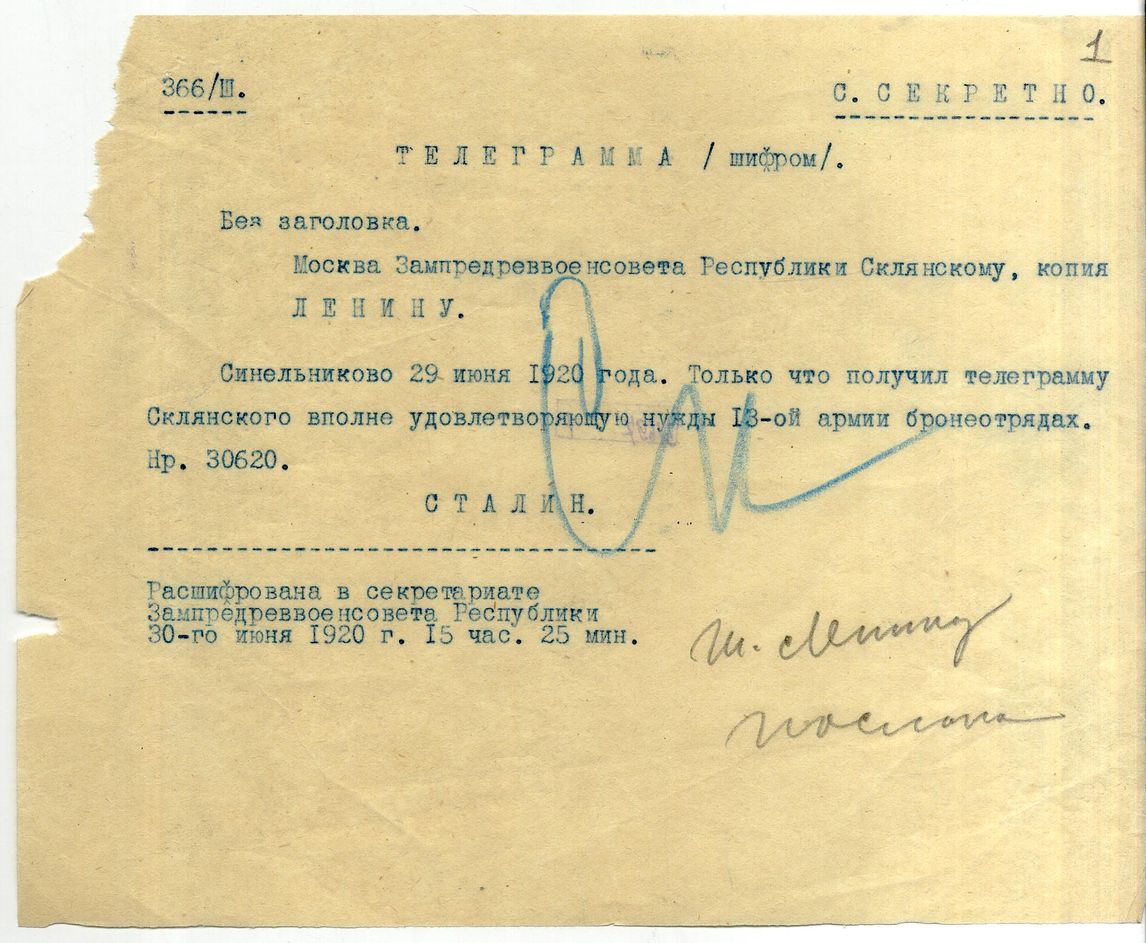 1
366/Ш. С. СЕКРЕТНО.
ТЕЛЕГРАММА / шифром/.
Без заголовка.
Москва Зампредреввоенсовета Республики Склянскому, копия
ЛЕНИНУ.
Синельниково 29 июня 1920 года. Только что получил телеграмму
Склянского вполне удовлетворяющую нужды 13-ой армии бронеотрядах.
Нр. 30620.
СТАЛИН.
Расшифрована в секретариате
Зампредреввоенсовета Республики
30-го июня 1920 г. 15 час. 25 мин.
т. Ленину
послана